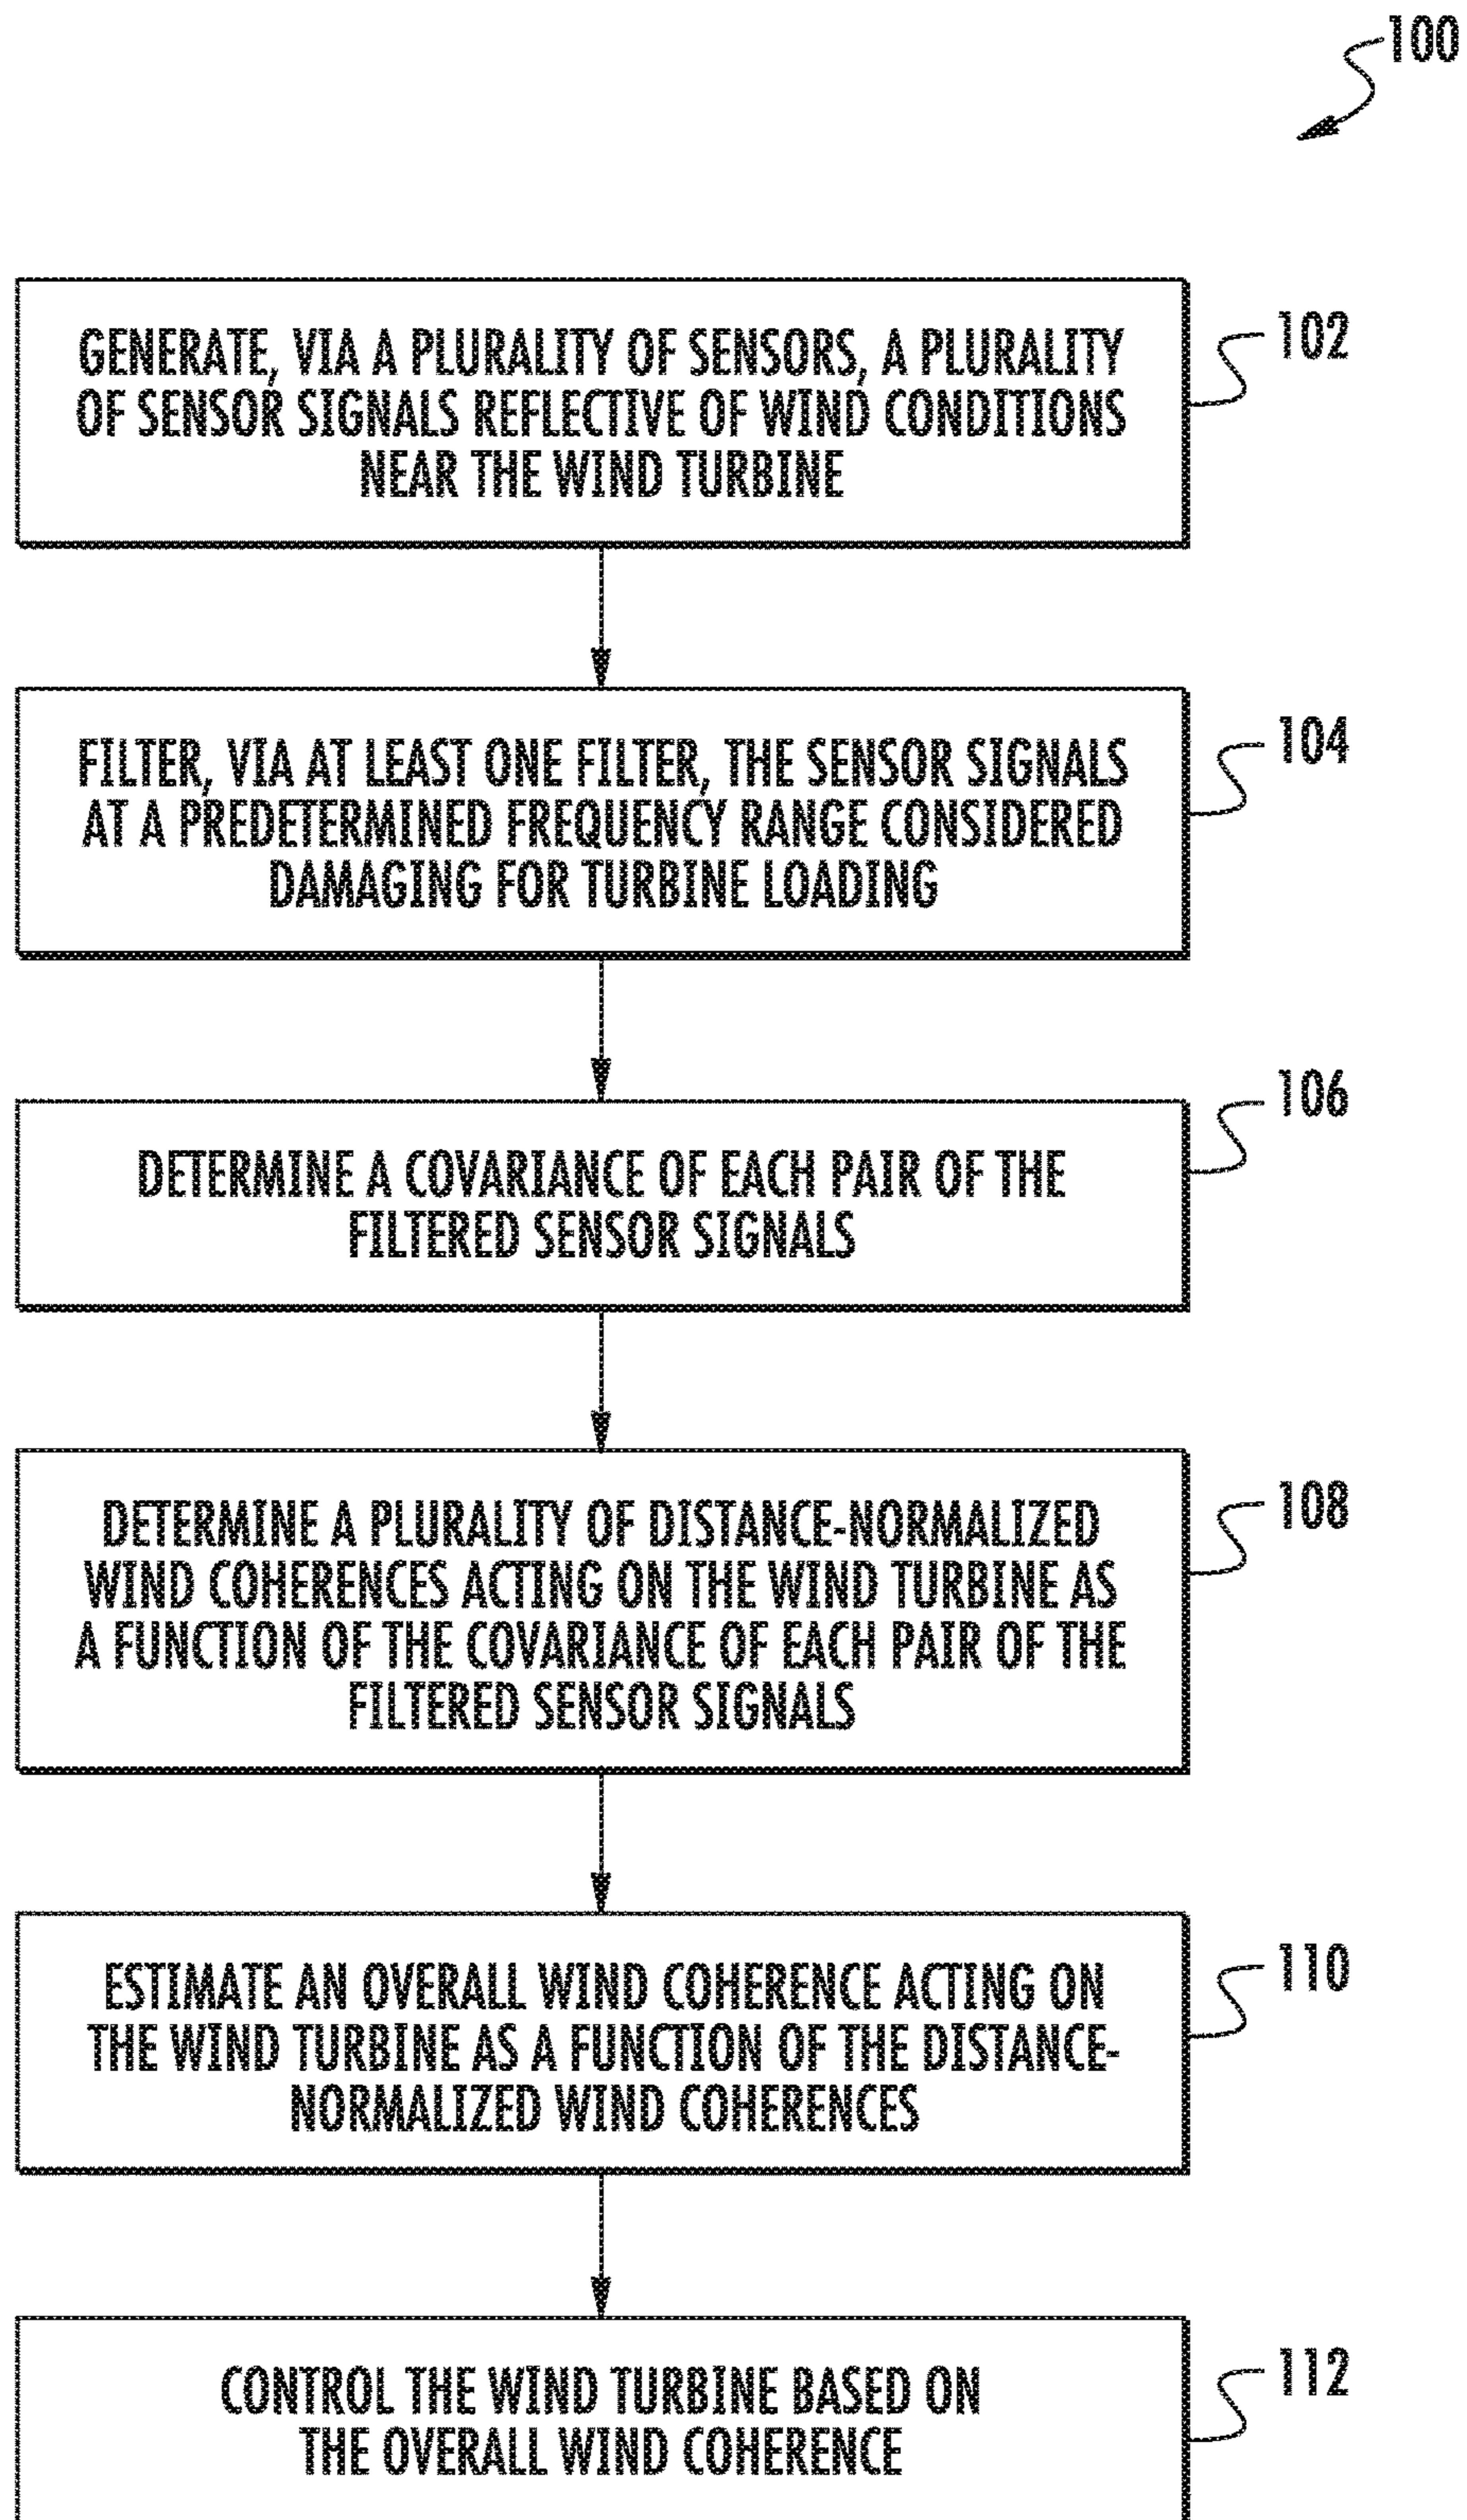 100
GENERATE, VIA A PLURALITY OF SENSORS, A PLURALITY
OF SENSOR SIGNALS REFLECTIVE OF WIND CONDITIONS
NEAR THE WIND TURBINE
102
FILTER, VIA AT LEAST ONE FILTER, THE SENSOR SIGNALS
AT A PREDETERMINED FREQUENCY RANGE CONSIDERED
DAMAGING FOR TURBINE LOADING
104
DETERMINE A COVARIANCE OF EACH PAIR OF THE
FILTERED SENSOR SIGNALS
106
DETERMINE A PLURALITY OF DISTANCE-NORMALIZED
WIND COHERENCES ACTING ON THE WIND TURBINE AS
A FUNCTION OF THE COVARIANCE OF EACH PAIR OF THE
FILTERED SENSOR SIGNALS
108
ESTIMATE AN OVERALL WIND COHERENCE ACTING ON
THE WIND TURBINE AS A FUNCTION OF THE DISTANCE-
NORMALIZED WIND COHERENCES
110
CONTROL THE WIND TURBINE BASED ON
THE OVERALL WIND COHERENCE
112